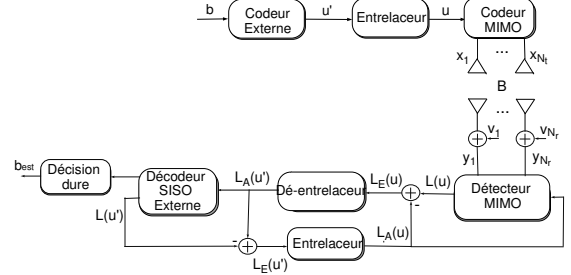 b
Codeur
Externe
u'
Entrelaceur
u
Codeur
MIMO
x1 ... xNt
B
...
v1 vNr
y1 yNr
best
Décision
dure
Décodeur
SISO
Externe
LA(u')
Dé-entrelaceur
LE(u)
L(u)
Détecteur
MIMO
-
L(u')
-
LE(u')
Entrelaceur
LA(u)